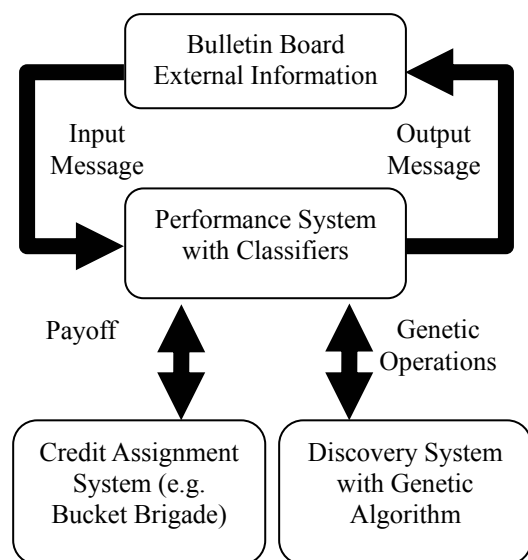 Bulletin Board
External Information
Input
Message
Output
Message
Performance System
with Classifiers
Payoff
Genetic
Operations
Credit Assignment
System (e.g.
Bucket Brigade)
Discovery System
with Genetic
Algorithm